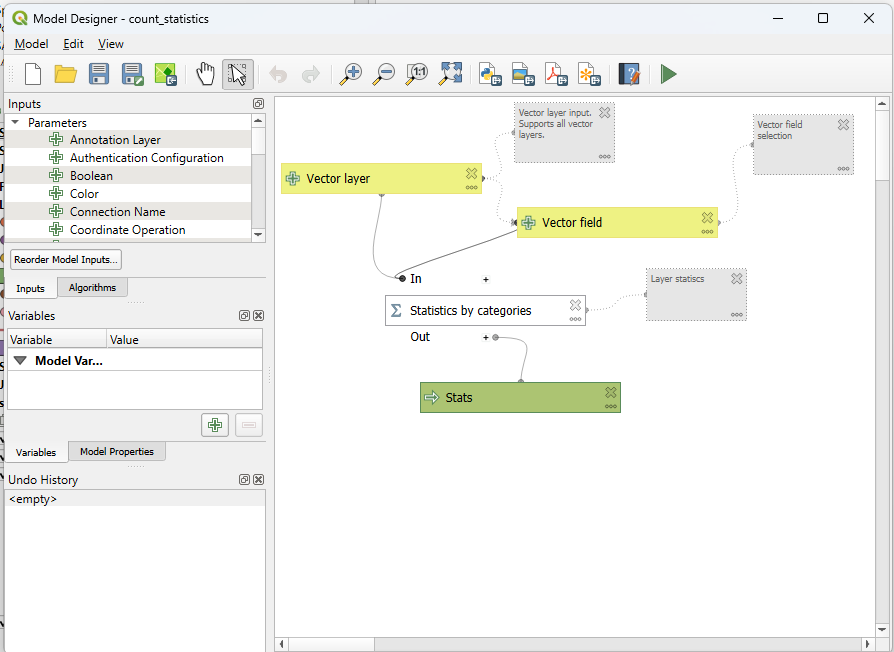 Model Designer - count_statistics
Model Edit View
Inputs
Parameters
Annotation Layer
Authentication Configuration
Boolean
Color
Connection Name
Coordinate Operation
Reorder Model Inputs...
Inputs Algorithms
Variables
Variable Value
Model Var...
Variables Model Properties
Undo History
<empty>
Vector layer input.
Supports all vector
layers.
Vector field
selection
Vector layer
Vector field
In +
Layer statiscs
Σ Statistics by categories
Out +
Stats